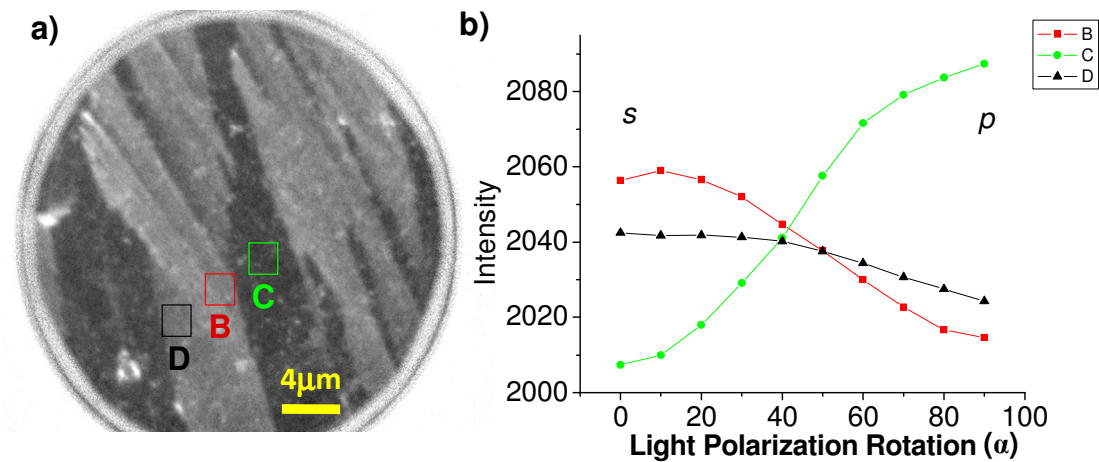 a)
D
B
C
4μm
b)
Intensity
2080
2060
2040
2020
2000
s
p
0 20 40 60 80 100
Light Polarization Rotation (α)
B
C
D